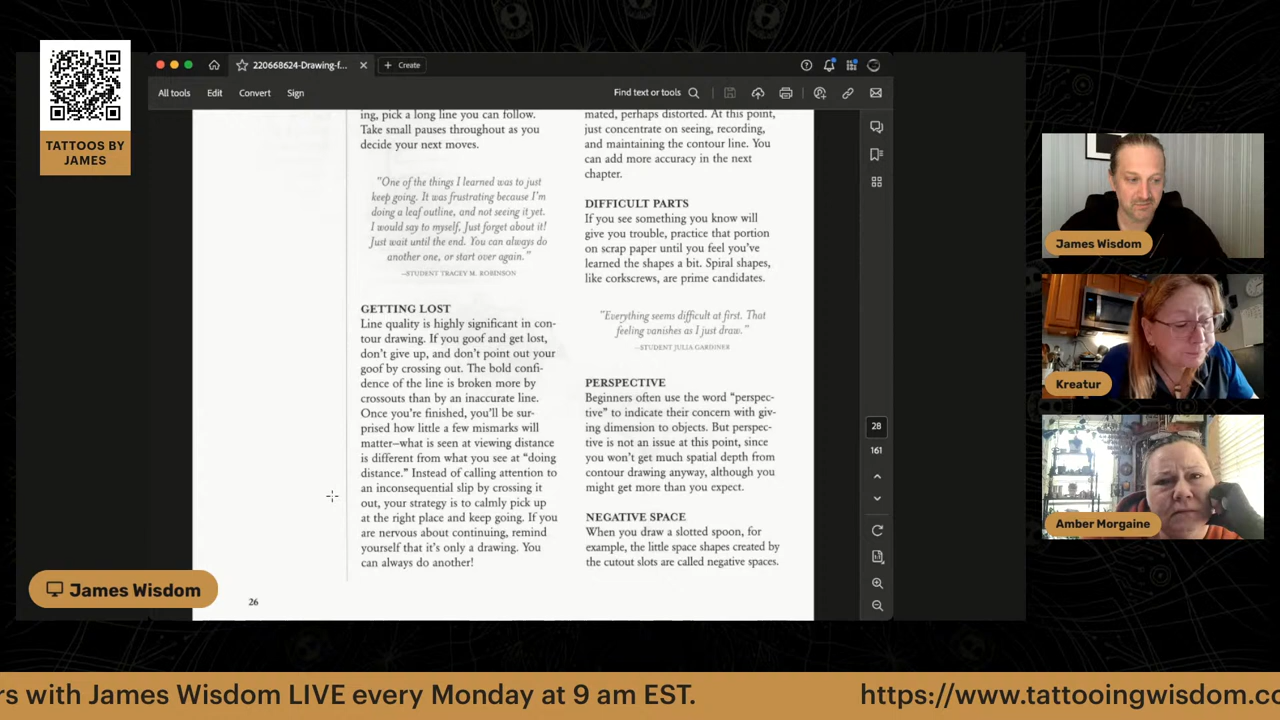 TATTOOS BY
JAMES
220668624-Drawing-f...
Create
All tools
Edit
Convert
Sign
Find text or tools
ing, pick a long line you can follow.
Take small pauses throughout as you
decide your next moves.
"One of the things I learned was to just
keep going. It was frustrating because I'm
doing a leaf outline, and not seeing it yet.
I would say to myself, Just forget about it!
Just wait until the end. You can always do
another one, or start over again."
–STUDENT TRACEY M. ROBINSON
GETTING LOST
Line quality is highly significant in con-
tour drawing. If you goof and get lost,
don't give up, and don't point out your
goof by crossing out. The bold confi-
dence of the line is broken more by
crossouts than by an inaccurate line.
Once you're finished, you'll be sur-
prised how little a few mismarks will
matter–what is seen at viewing distance
is different from what you see at "doing
distance." Instead of calling attention to
an inconsequential slip by crossing it
out, your strategy is to calmly pick up
at the right place and keep going. If you
are nervous about continuing, remind
yourself that it's only a drawing. You
can always do another!
26
mated, perhaps distorted. At this point,
just concentrate on seeing, recording,
and maintaining the contour line. You
can add more accuracy in the next
chapter.
DIFFICULT PARTS
If you see something you know will
give you trouble, practice that portion
on scrap paper until you feel you've
learned the shapes a bit. Spiral shapes,
like corkscrews, are prime candidates.
"Everything seems difficult at first. That
feeling vanishes as I just draw."
–STUDENT JULIA GARDINER
PERSPECTIVE
Beginners often use the word "perspec-
tive" to indicate their concern with giv-
ing dimension to objects. But perspec-
tive is not an issue at this point, since
you won't get much spatial depth from
contour drawing anyway, although you
might get more than you expect.
NEGATIVE SPACE
When you draw a slotted spoon, for
example, the little space shapes created by
the cutout slots are called negative spaces.
28
161
James Wisdom
Kreatur
Amber Morgaine
James Wisdom
rs with James Wisdom LIVE every Monday at 9 am EST.
https://www.tattooingwisdom.co